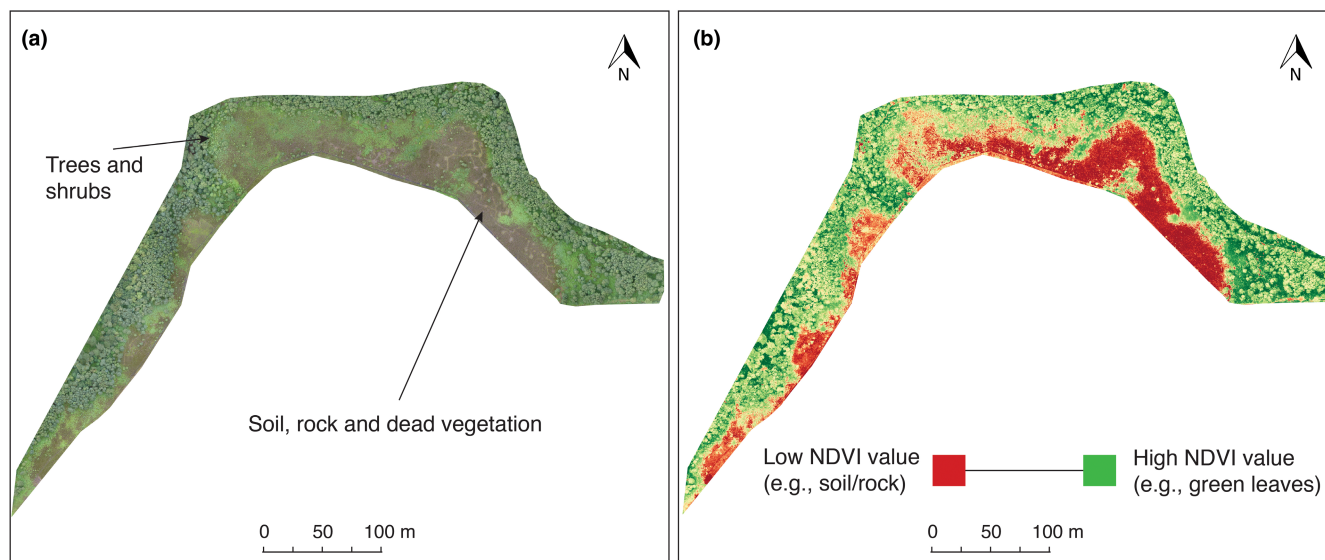 (a)
N
Trees and
shrubs
Soil, rock and dead vegetation
0 50 100 m
(b)
N
Low NDVI value
(e.g., soil/rock)
High NDVI value
(e.g., green leaves)
0 50 100 m